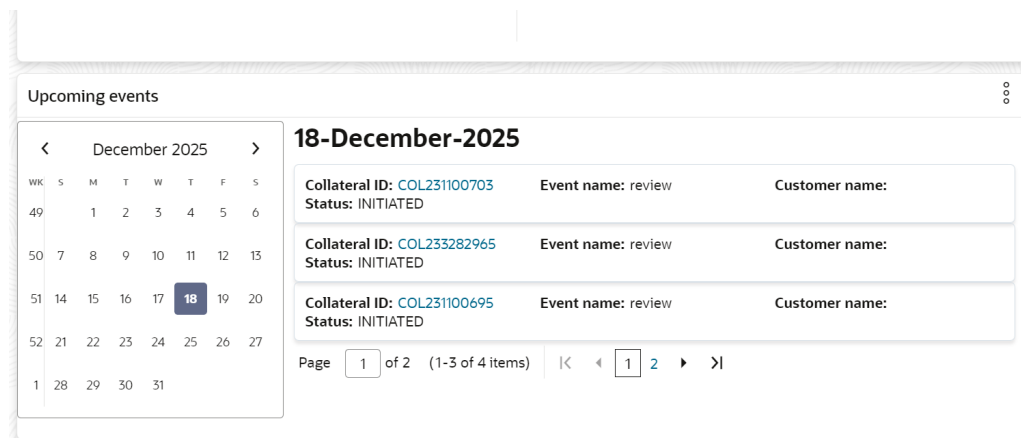 Upcoming events
December 2025
WK S M T W T F S
49 1 2 3 4 5 6
50 7 8 9 10 11 12 13
51 14 15 16 17 18 19 20
52 21 22 23 24 25 26 27
1 28 29 30 31
18-December-2025
Collateral ID: COL231100703 Event name: review Customer name:
Status: INITIATED
Collateral ID: COL233282965 Event name: review Customer name:
Status: INITIATED
Collateral ID: COL231100695 Event name: review Customer name:
Status: INITIATED
Page 1 of 2 (1-3 of 4 items) 1 2